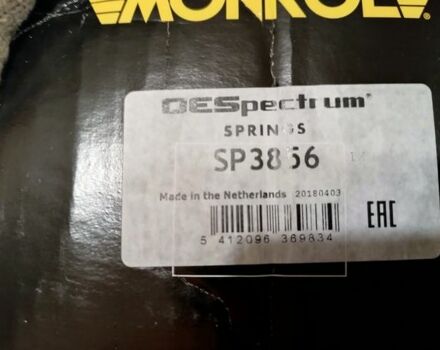 MONROE®
OESpectrum®
SPRINGS
SP3856
Made in the Netherlands 20180403
EAC
5 412096 369834